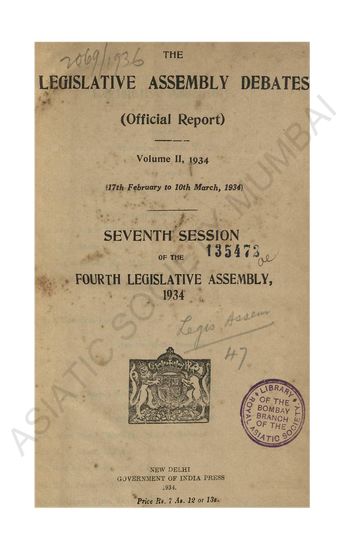 2069/1936
THE
LEGISLATIVE ASSEMBLY DEBATES
(Official Report)
Volume II, 1934
(17th February to 10th March, 1934)
SEVENTH SESSION
135473
OF THE
FOURTH LEGISLATIVE ASSEMBLY,
1934
Legis Assem
47.
LIBRARY
OF THE
BOMBAY
BRANCH
OF THE
ROYAL ASIATIC SOCIETY
NEW DELHI
GOVERNMENT OF INDIA PRESS
1934.
Price Rs. 7 As. 12 or 13s.
ASIATIC SOCIETY MUMBAI